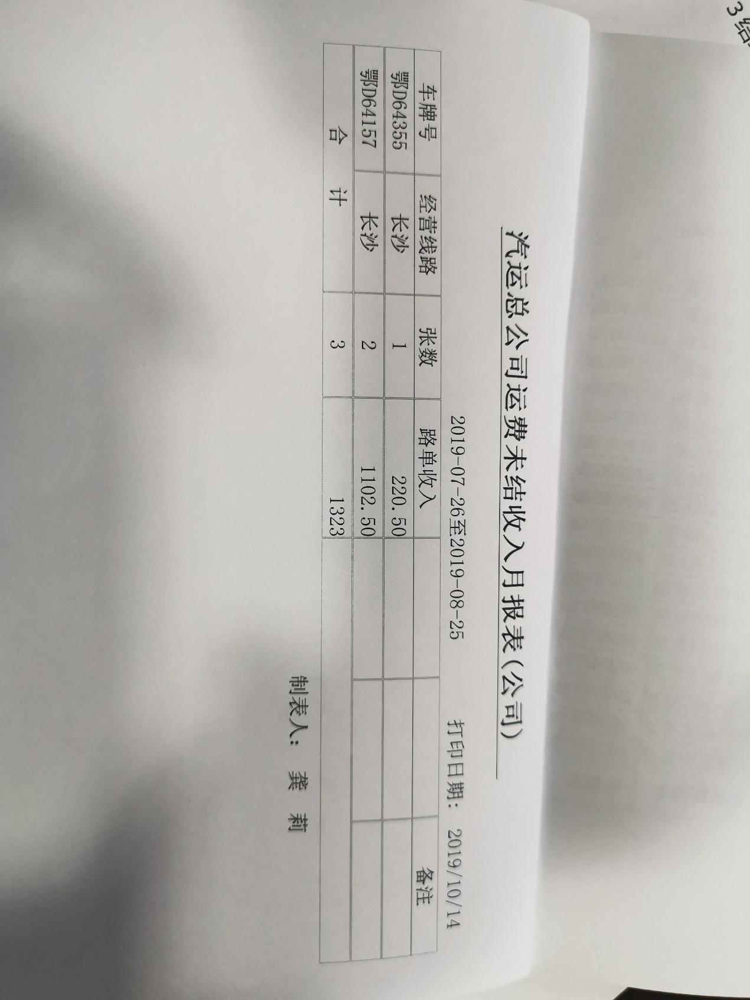 汽运总公司运费未结收入月报表(公司)
2019-07-26至2019-08-25 打印日期: 2019/10/14
车牌号 经营线路 张数 路单收入 备注
鄂D64355 长沙 1 220.50
鄂D64157 长沙 2 1102.50
合 计 3 1323
制表人: 龚 莉
3 结